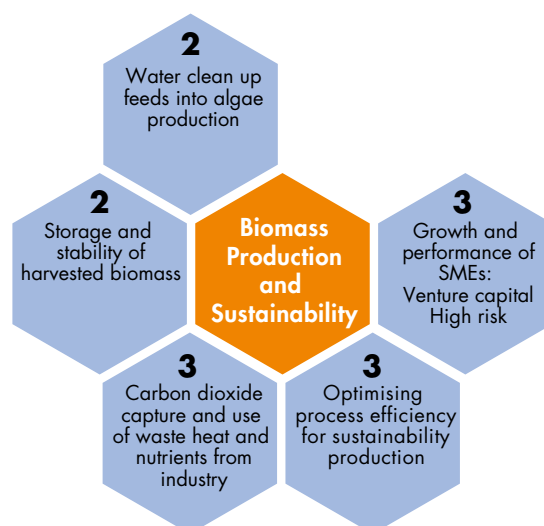 2
Water clean up
feeds into algae
production
2
Storage and
stability of
harvested biomass
Biomass
Production
and
Sustainability
3
Growth and
performance of
SMEs:
Venture capital
High risk
3
Carbon dioxide
capture and use
of waste heat and
nutrients from
industry
3
Optimising
process efficiency
for sustainability
production